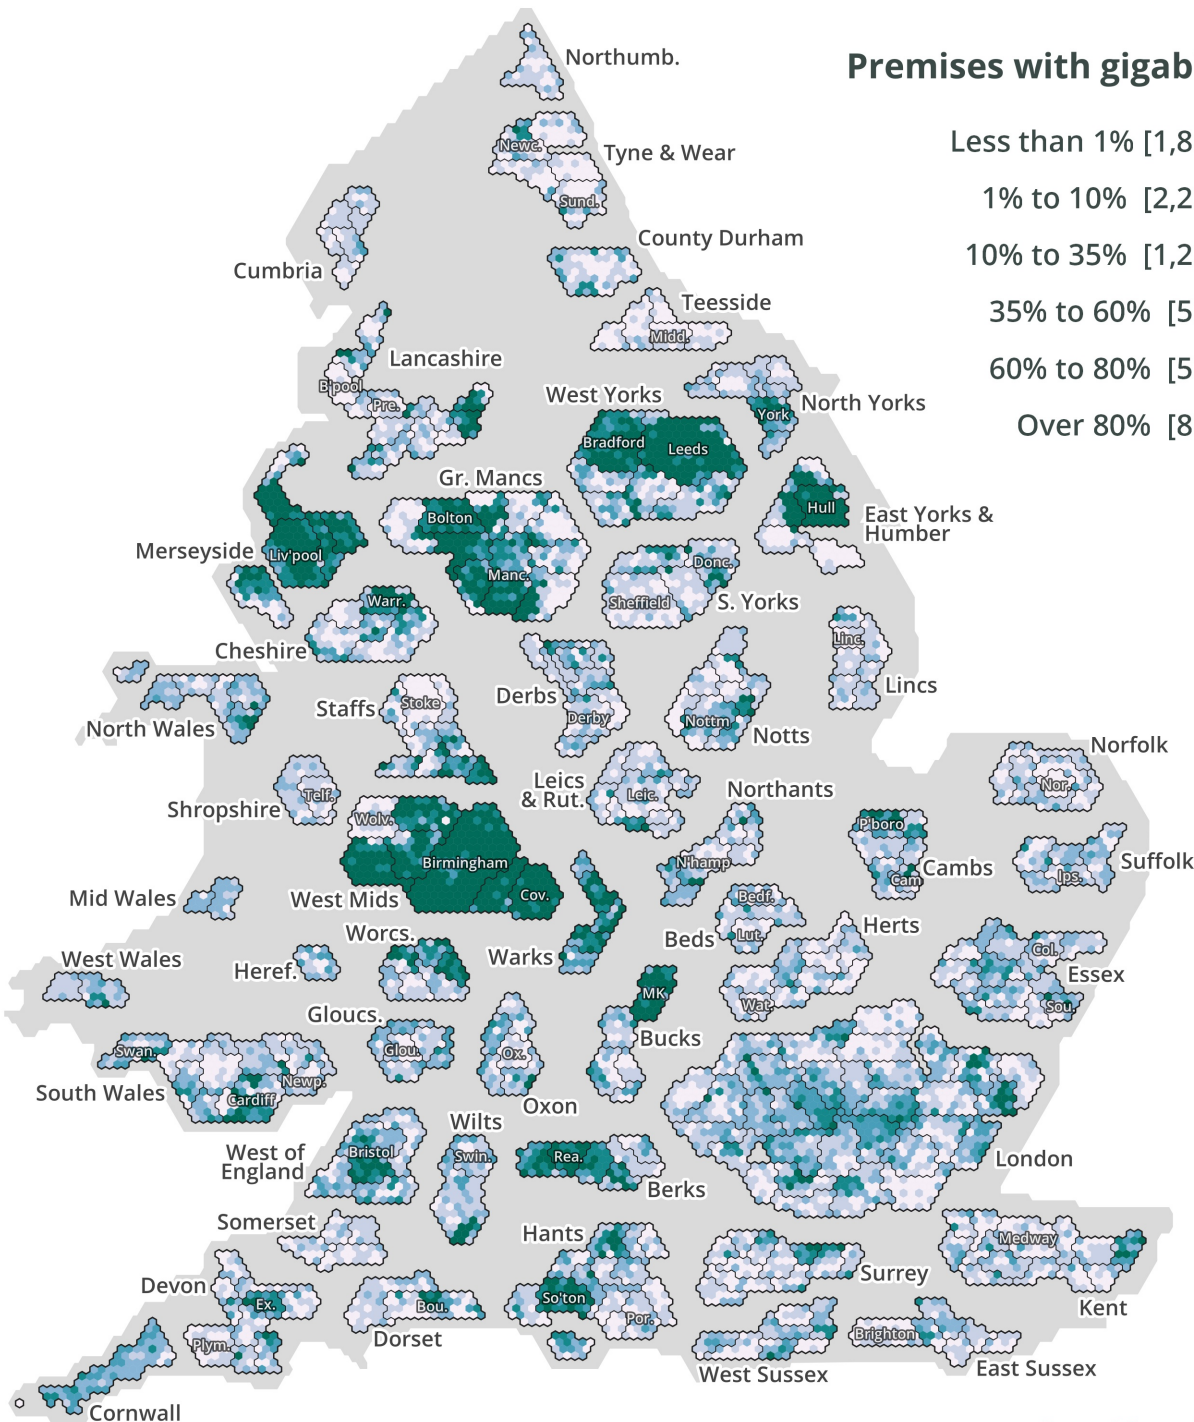 Premises with gigab
Less than 1% [1,8
1% to 10% [2,2
10% to 35% [1,2
35% to 60% [5
60% to 80% [5
Over 80% [8
Northumb.
Newc.
Tyne & Wear
Sund.
County Durham
Cumbria
Teesside
Midd.
Lancashire
B'pool
Pre.
West Yorks
North Yorks
York
Bradford
Leeds
Gr. Mancs
Bolton
Hull
East Yorks &
Humber
Merseyside
Liv'pool
Manc.
Donc.
Sheffield
S. Yorks
Warr.
Cheshire
Linc.
Lincs
North Wales
Staffs
Stoke
Derbs
Derby
Nottm
Notts
Norfolk
Nor.
Shropshire
Telf.
Leics
& Rut.
Leic.
Northants
N'hamp
P'boro
Cambs
Cam
Suffolk
Ips.
Wolv.
Birmingham
Cov.
West Mids
Mid Wales
Warks
Bedf.
Beds
Lut.
Herts
Wat.
Col.
Essex
Sou.
Worcs.
Heref.
West Wales
MK
Bucks
Gloucs.
Glou.
Ox.
Oxon
Swan.
Newp.
Cardiff
South Wales
London
West of
England
Bristol
Wilts
Swin.
Rea.
Berks
Somerset
Hants
So'ton
Por.
Surrey
Medway
Kent
Devon
Ex.
Plym.
Bou.
Dorset
West Sussex
Brighton
East Sussex
Cornwall